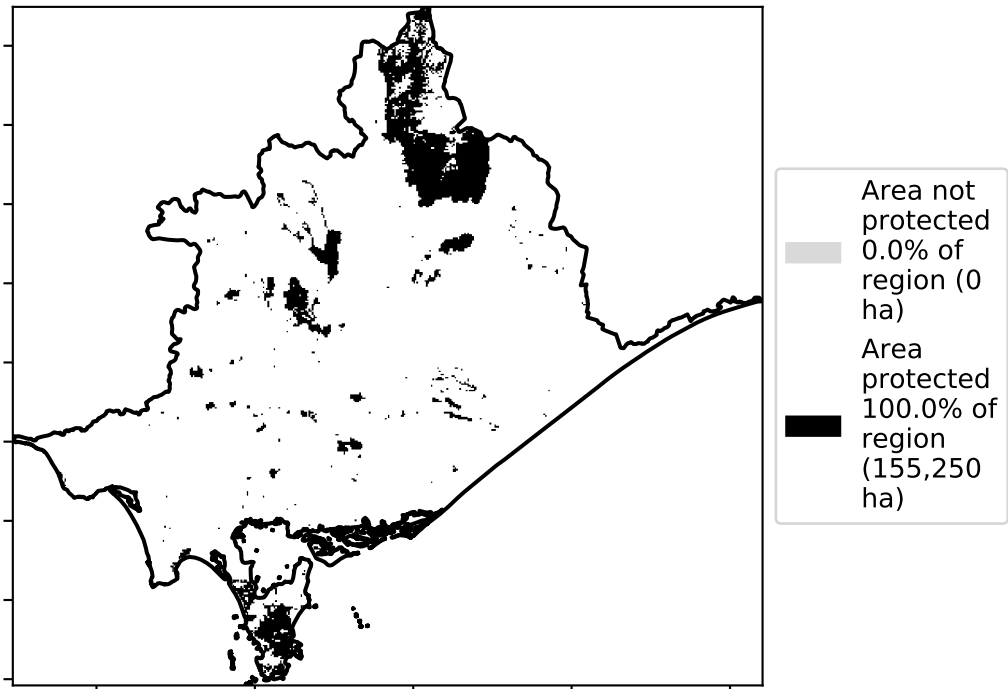 Area not
protected
0.0% of
region (0
ha)
Area
protected
100.0% of
region
(155,250
ha)